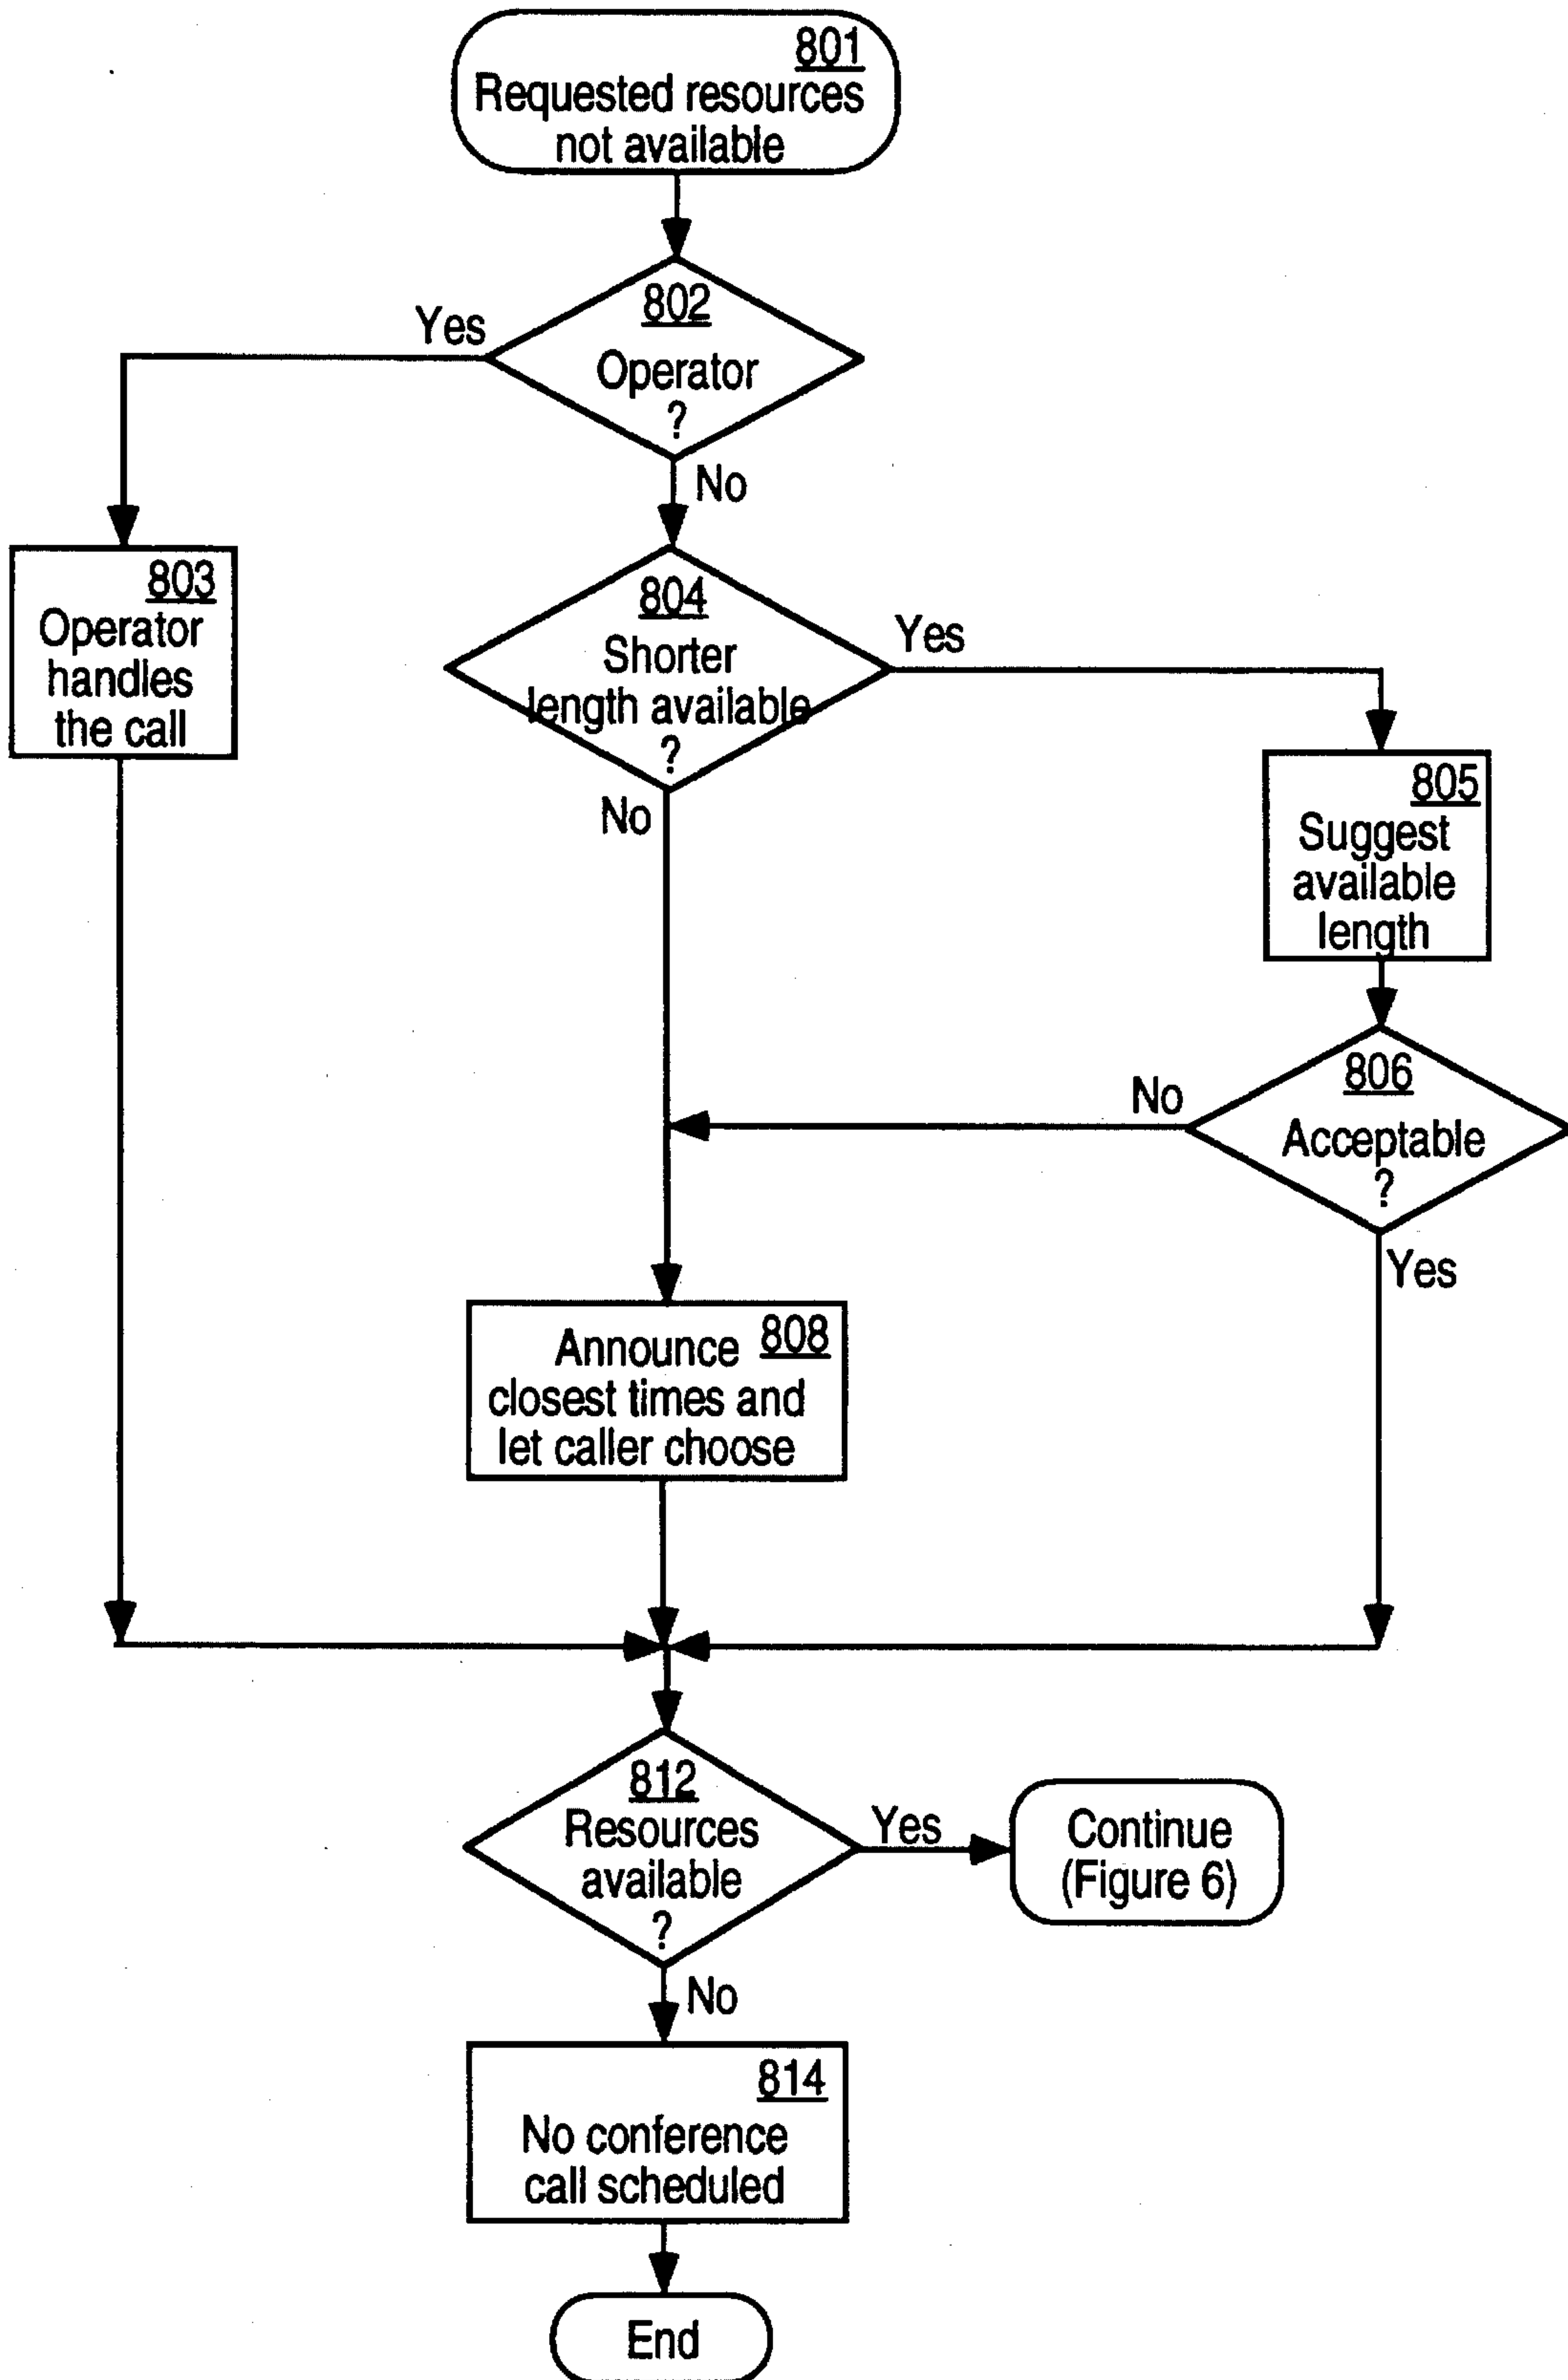 801
Requested resources
not available
802
Operator
?
Yes
No
803
Operator
handles
the call
804
Shorter
length available
?
Yes
No
805
Suggest
available
length
806
Acceptable
?
No
Yes
808
Announce
closest times and
let caller choose
812
Resources
available
?
Yes
Continue
(Figure 6)
No
814
No conference
call scheduled
End